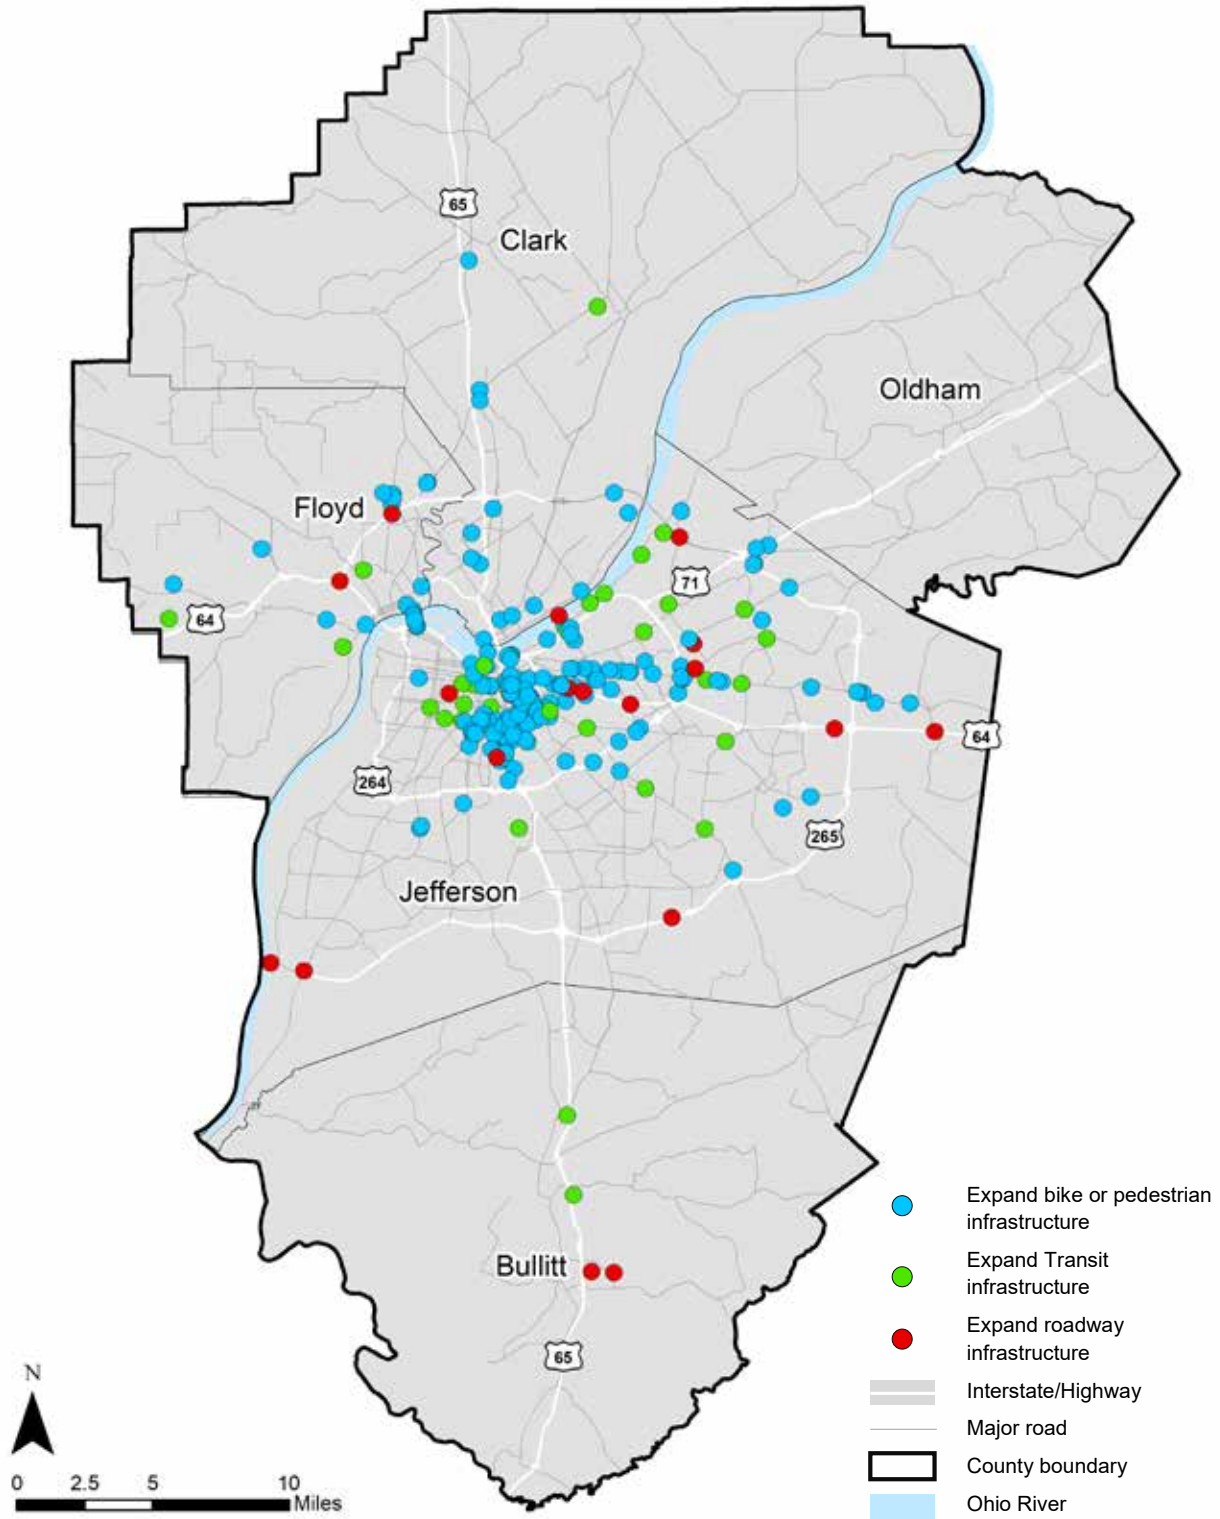 65
Clark
Oldham
Floyd
71
64
64
264
265
Jefferson
Bullitt
65
Expand bike or pedestrian
infrastructure
Expand Transit
infrastructure
Expand roadway
infrastructure
Interstate/Highway
Major road
County boundary
Ohio River
N
0 2.5 5 10
Miles